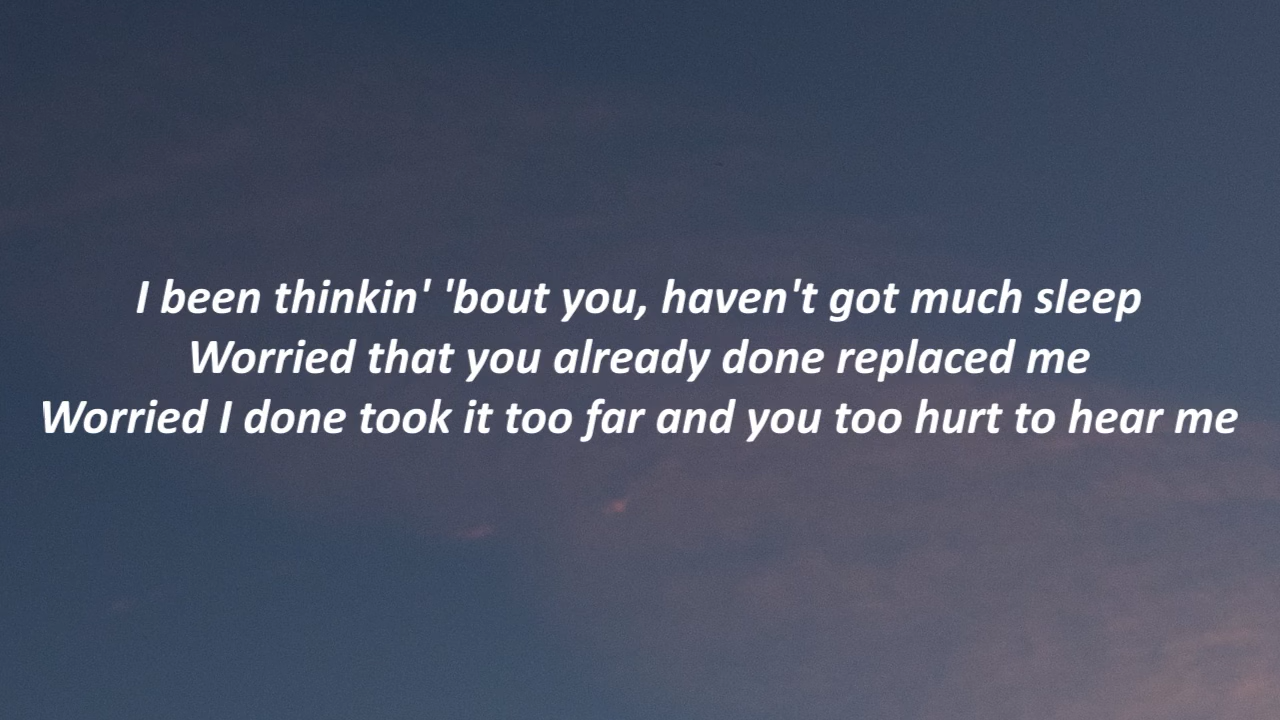 I been thinkin' 'bout you, haven't got much sleep
Worried that you already done replaced me
Worried I done took it too far and you too hurt to hear me